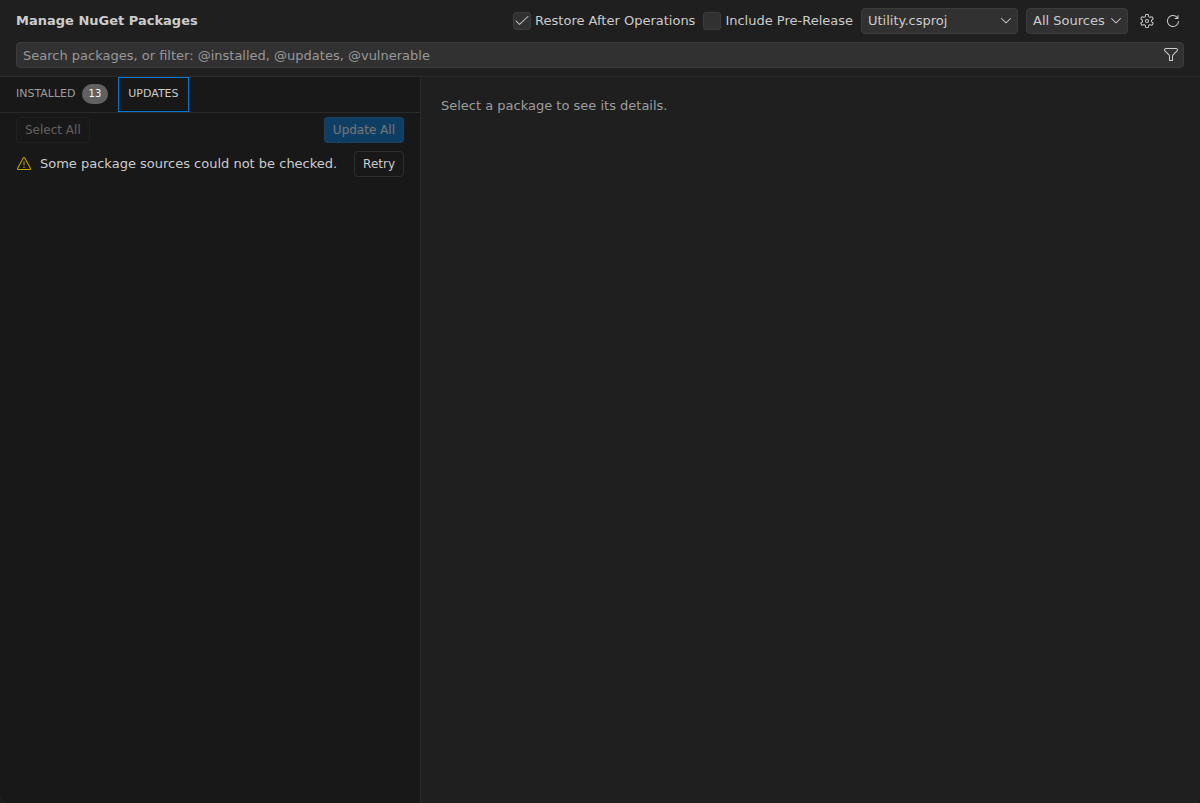 Manage NuGet Packages
Restore After Operations
Include Pre-Release
Utility.csproj
All Sources
Search packages, or filter: @installed, @updates, @vulnerable
INSTALLED 13
UPDATES
Select All
Update All
Some package sources could not be checked.
Retry
Select a package to see its details.